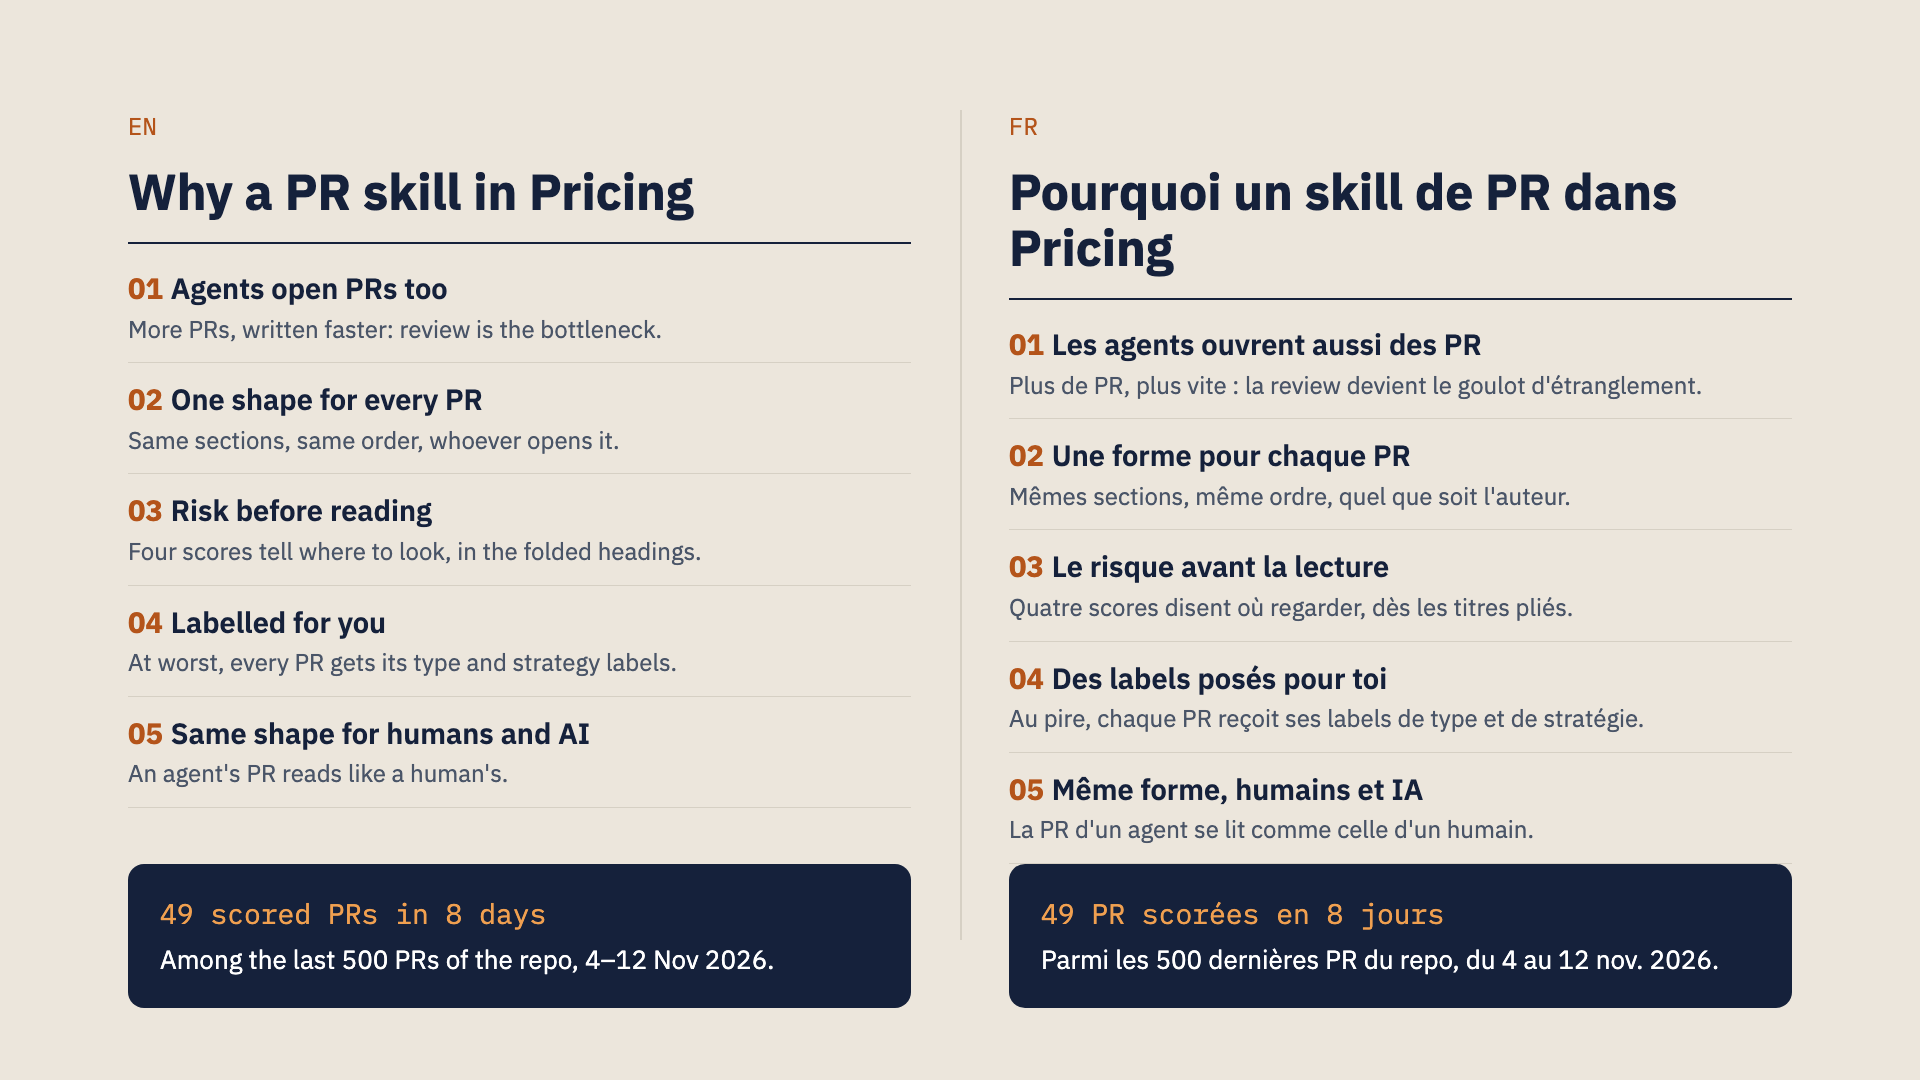 EN
Why a PR skill in Pricing
01 Agents open PRs too
More PRs, written faster: review is the bottleneck.
02 One shape for every PR
Same sections, same order, whoever opens it.
03 Risk before reading
Four scores tell where to look, in the folded headings.
04 Labelled for you
At worst, every PR gets its type and strategy labels.
05 Same shape for humans and AI
An agent's PR reads like a human's.
49 scored PRs in 8 days
Among the last 500 PRs of the repo, 4–12 Nov 2026.
FR
Pourquoi un skill de PR dans
Pricing
01 Les agents ouvrent aussi des PR
Plus de PR, plus vite : la review devient le goulot d'étranglement.
02 Une forme pour chaque PR
Mêmes sections, même ordre, quel que soit l'auteur.
03 Le risque avant la lecture
Quatre scores disent où regarder, dès les titres pliés.
04 Des labels posés pour toi
Au pire, chaque PR reçoit ses labels de type et de stratégie.
05 Même forme, humains et IA
La PR d'un agent se lit comme celle d'un humain.
49 PR scorées en 8 jours
Parmi les 500 dernières PR du repo, du 4 au 12 nov. 2026.